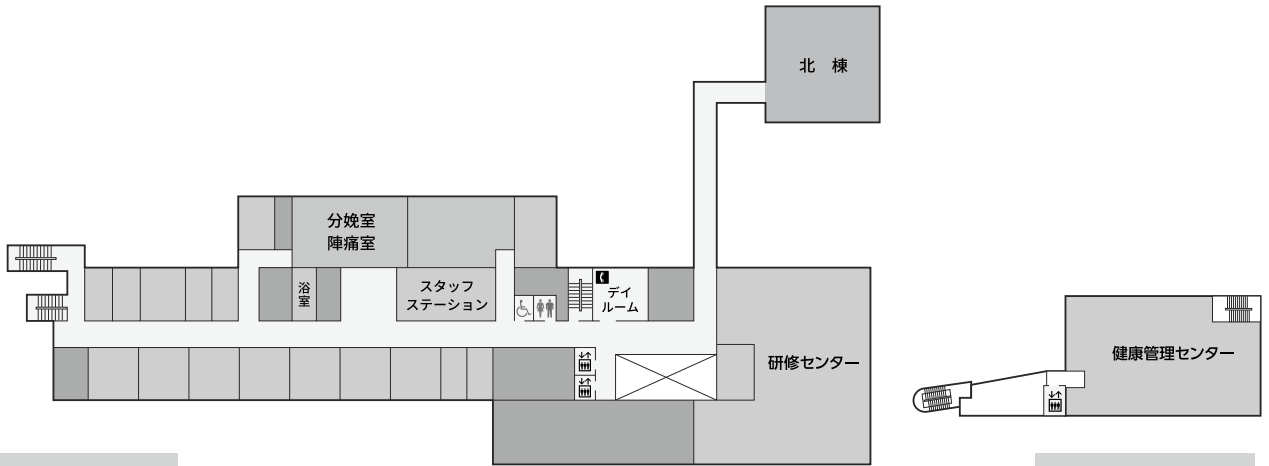 北 棟
分娩室
陣痛室
浴
室
スタッフ
ステーション
デイ
ルーム
研修センター
健康管理センター